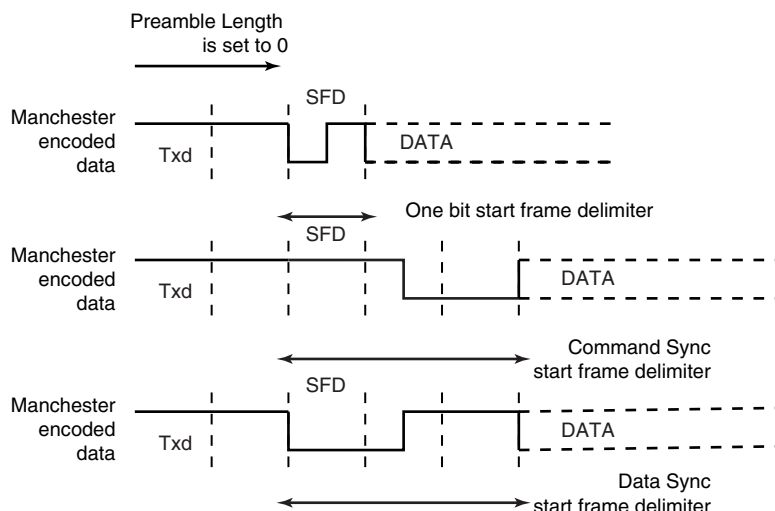 Preamble Length
is set to 0
SFD
Manchester
encoded
data
Txd
DATA
One bit start frame delimiter
SFD
Manchester
encoded
data
Txd
DATA
Command Sync
start frame delimiter
SFD
Manchester
encoded
data
Txd
DATA
Data Sync
start frame delimiter